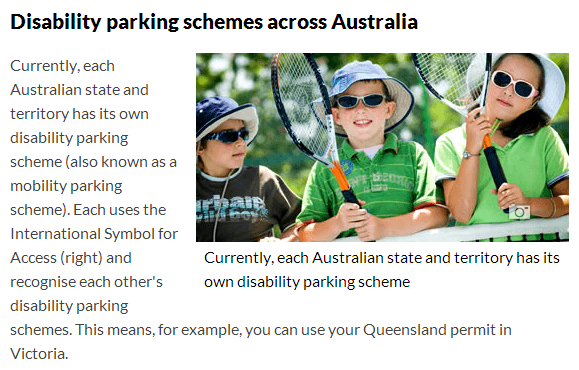 Disability parking schemes across Australia
Currently, each
Australian state and
territory has its own
disability parking
scheme (also known as a
mobility parking
scheme). Each uses the
International Symbol for
Access (right) and
recognise each other's
disability parking
schemes. This means, for example, you can use your Queensland permit in
Victoria.
Currently, each Australian state and territory has its
own disability parking scheme